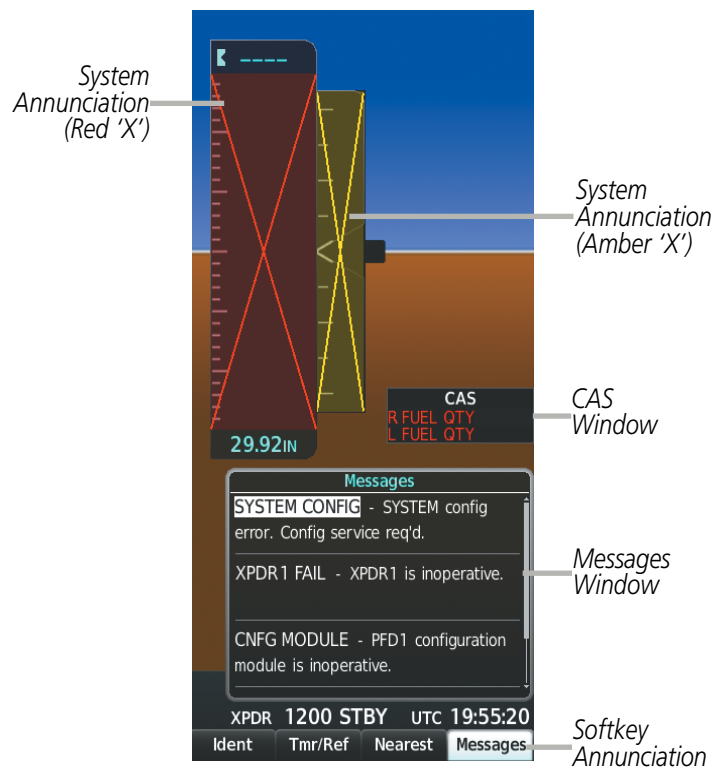 System
Annunciation
(Red ‘X’)
System
Annunciation
(Amber ‘X’)
CAS
R FUEL QTY
L FUEL QTY
CAS
Window
29.92IN
Messages
SYSTEM CONFIG - SYSTEM config
error. Config service req'd.
XPDR1 FAIL - XPDR1 is inoperative.
CNFG MODULE - PFD1 configuration
module is inoperative.
Messages
Window
XPDR 1200 STBY UTC 19:55:20
Ident Tmr/Ref Nearest Messages
Softkey
Annunciation